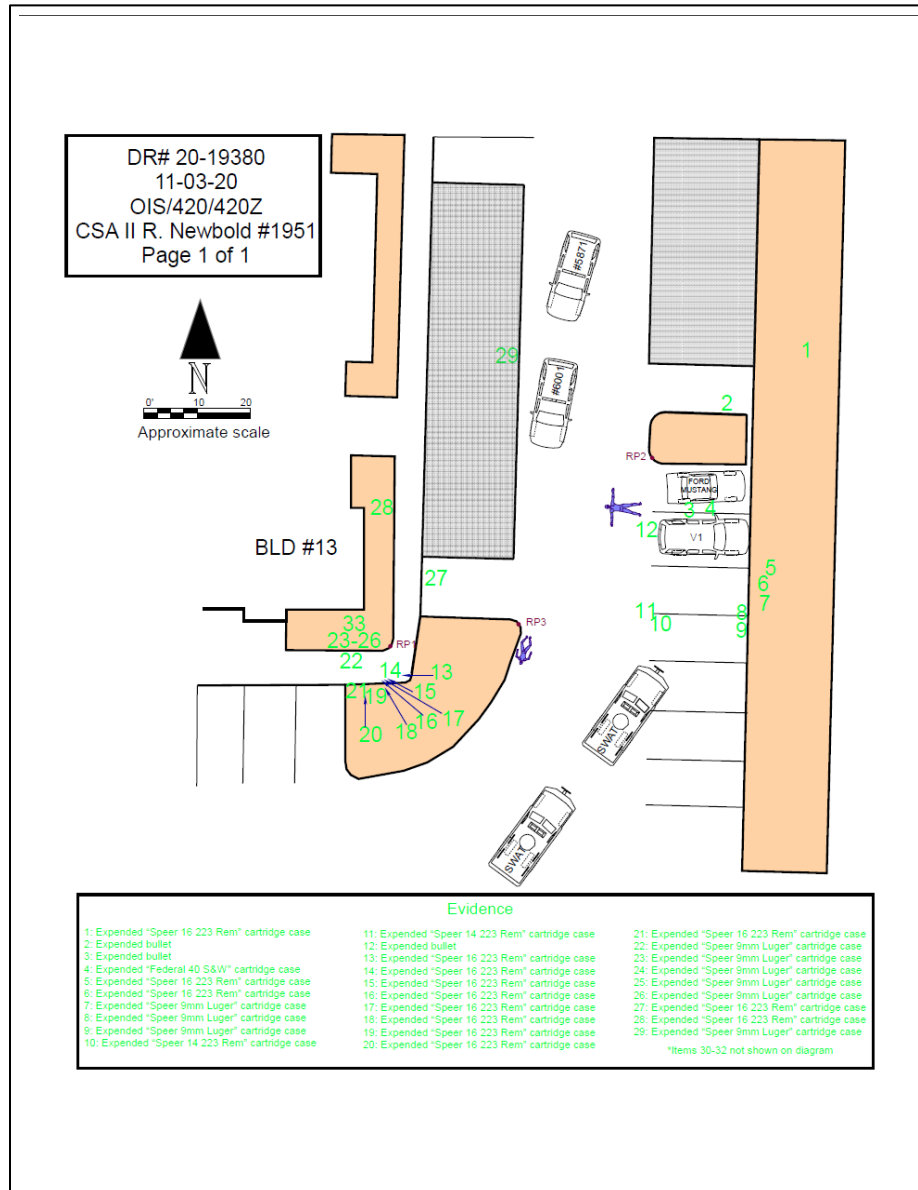 DR# 20-19380
11-03-20
OIS/420/420Z
CSA II R. Newbold #1951
Page 1 of 1
N
0' 10 20
Approximate scale
#5871
29
#6001
1
2
RP2
FORD
MUSTANG
3 4
12
V1
28
BLD #13
27
5
6
7
11
10
8
9
33
23-26
RP1
RP3
22
14
13
21
19
15
16
17
18
20
SWAT
SWAT
Evidence
1: Expended "Speer 16 223 Rem" cartridge case
2: Expended bullet
3: Expended bullet
4: Expended "Federal 40 S&W" cartridge case
5: Expended "Speer 16 223 Rem" cartridge case
6: Expended "Speer 16 223 Rem" cartridge case
7: Expended "Speer 9mm Luger" cartridge case
8: Expended "Speer 9mm Luger" cartridge case
9: Expended "Speer 9mm Luger" cartridge case
10: Expended "Speer 14 223 Rem" cartridge case
11: Expended "Speer 14 223 Rem" cartridge case
12: Expended bullet
13: Expended "Speer 16 223 Rem" cartridge case
14: Expended "Speer 16 223 Rem" cartridge case
15: Expended "Speer 16 223 Rem" cartridge case
16: Expended "Speer 16 223 Rem" cartridge case
17: Expended "Speer 16 223 Rem" cartridge case
18: Expended "Speer 16 223 Rem" cartridge case
19: Expended "Speer 16 223 Rem" cartridge case
20: Expended "Speer 16 223 Rem" cartridge case
21: Expended "Speer 16 223 Rem" cartridge case
22: Expended "Speer 9mm Luger" cartridge case
23: Expended "Speer 9mm Luger" cartridge case
24: Expended "Speer 9mm Luger" cartridge case
25: Expended "Speer 9mm Luger" cartridge case
26: Expended "Speer 9mm Luger" cartridge case
27: Expended "Speer 16 223 Rem" cartridge case
28: Expended "Speer 16 223 Rem" cartridge case
29: Expended "Speer 9mm Luger" cartridge case
*Items 30-32 not shown on diagram